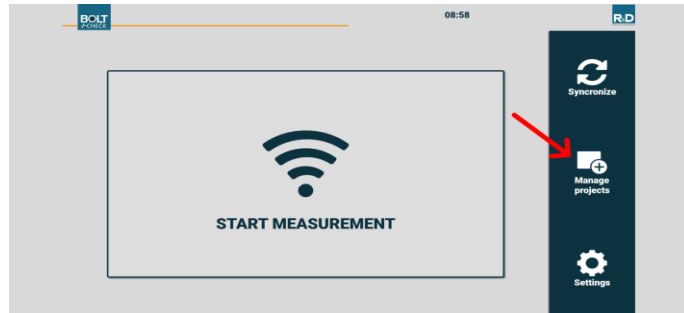 BOLT
V-CHECK
08:58
R&D
Syncronize
START MEASUREMENT
Manage
projects
Settings